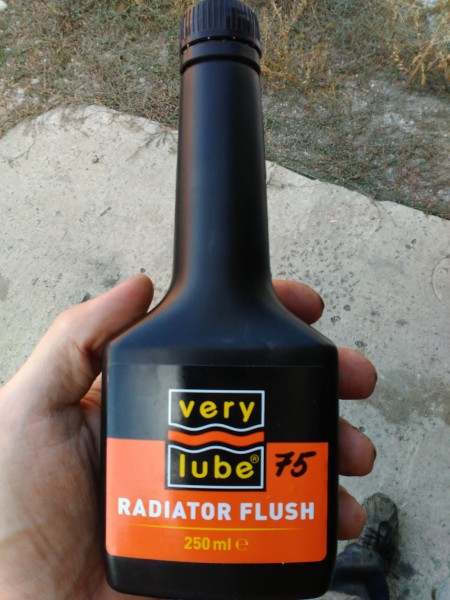 very
lube® 75
RADIATOR FLUSH
250 ml ℮